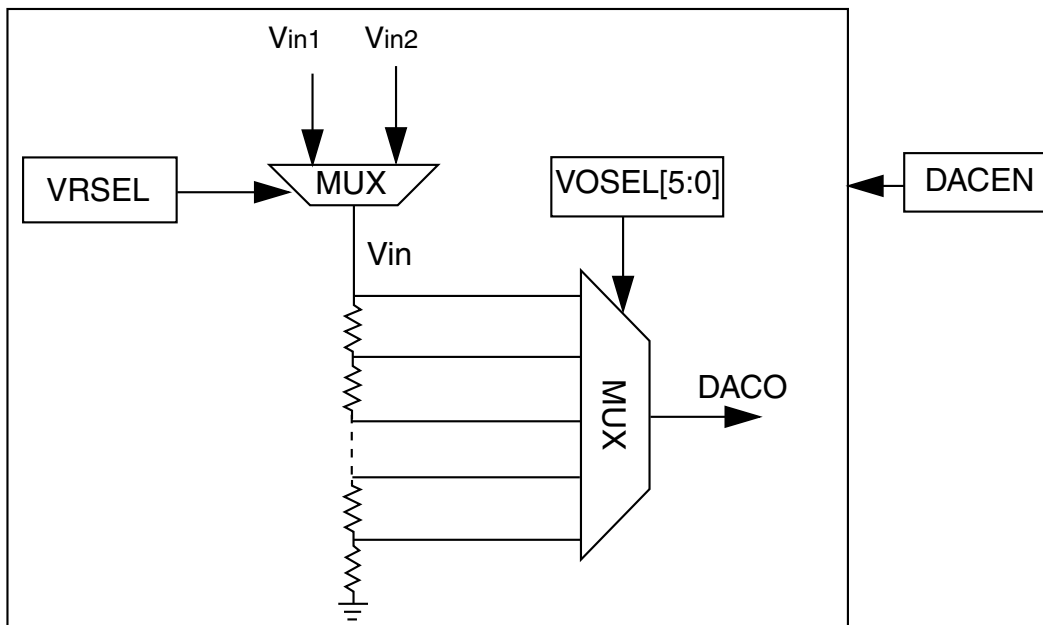 Vin1 Vin2
VRSEL
MUX
VOSEL[5:0]
DACEN
Vin
MUX
DACO